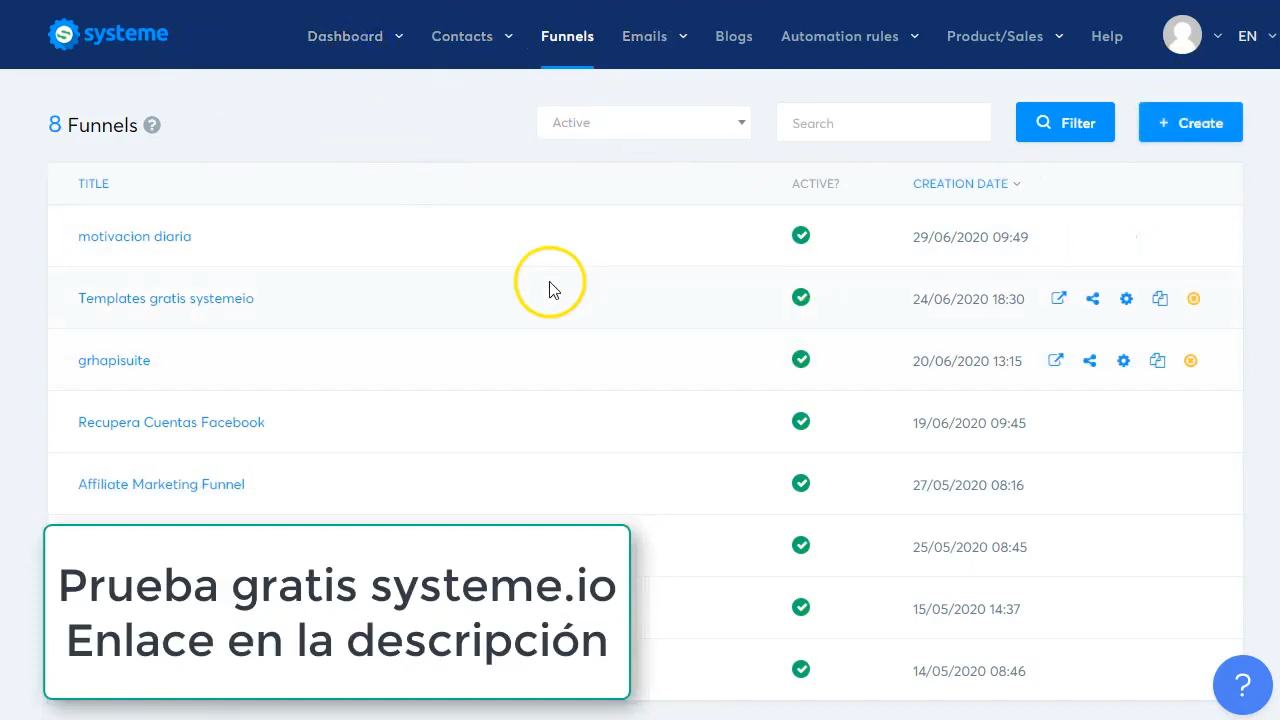 systeme
Dashboard Contacts Funnels Emails Blogs Automation rules Product/Sales Help EN
8 Funnels ?
Active
Search
Filter
+ Create
TITLE ACTIVE? CREATION DATE
motivacion diaria 29/06/2020 09:49
Templates gratis systemeio 24/06/2020 18:30
grhapisuite 20/06/2020 13:15
Recupera Cuentas Facebook 19/06/2020 09:45
Affiliate Marketing Funnel 27/05/2020 08:16
25/05/2020 08:45
15/05/2020 14:37
14/05/2020 08:46
Prueba gratis systeme.io
Enlace en la descripción
?